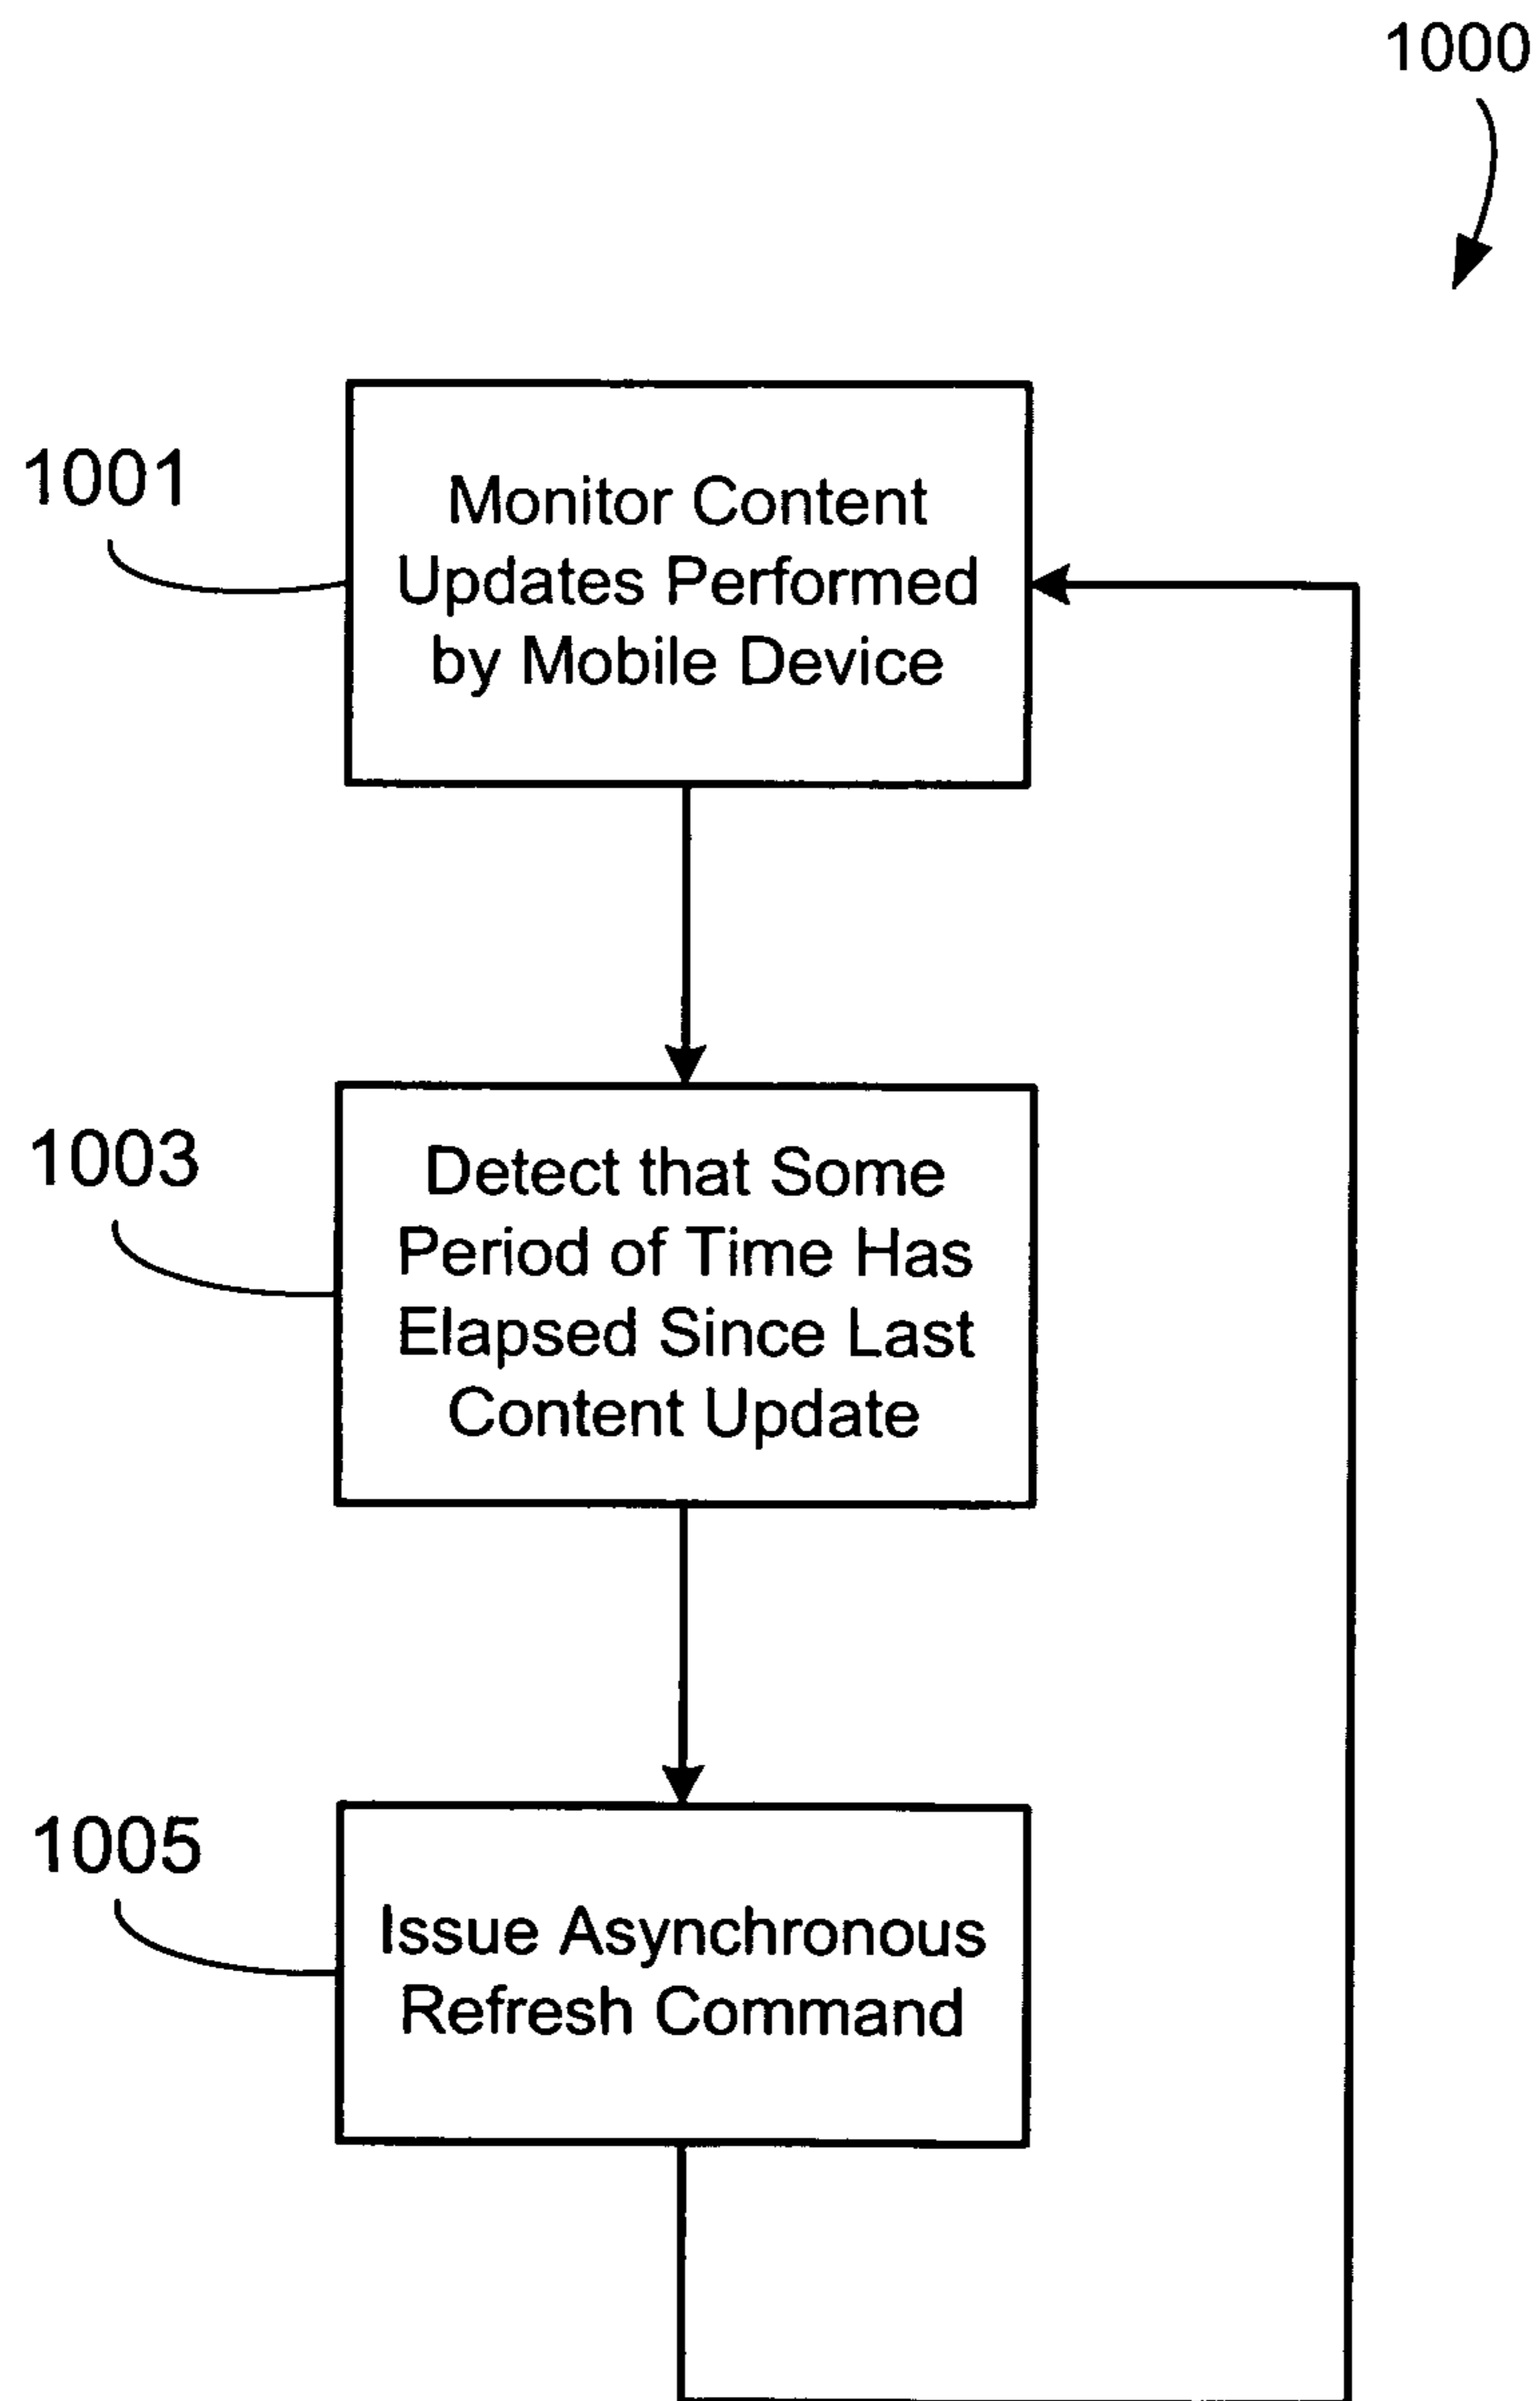 1000
1001
Monitor Content
Updates Performed
by Mobile Device
1003
Detect that Some
Period of Time Has
Elapsed Since Last
Content Update
1005
Issue Asynchronous
Refresh Command